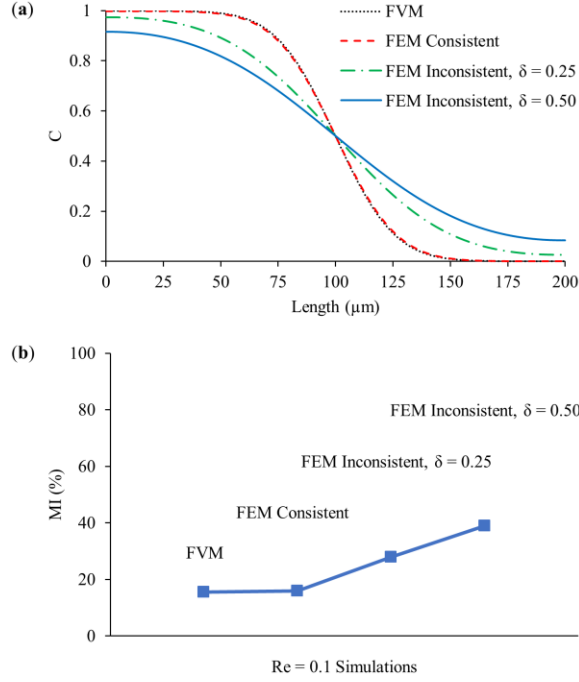 (a)
FVM
FEM Consistent
FEM Inconsistent, δ = 0.25
FEM Inconsistent, δ = 0.50
1
0.8
0.6
0.4
0.2
0
C
0 25 50 75 100 125 150 175 200
Length (µm)
(b)
100
80
60
40
20
0
MI (%)
FEM Inconsistent, δ = 0.50
FEM Inconsistent, δ = 0.25
FEM Consistent
FVM
Re = 0.1 Simulations